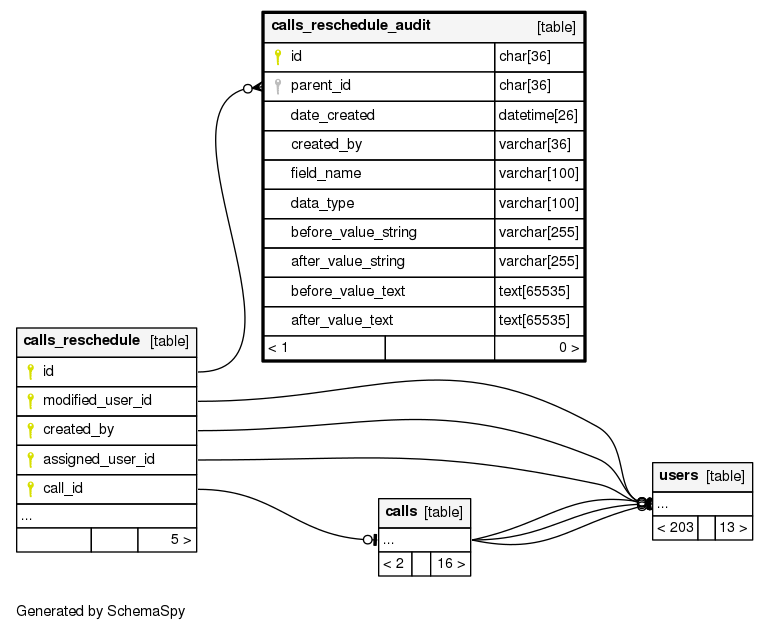 calls_reschedule_audit [table]
id char[36]
parent_id char[36]
date_created datetime[26]
created_by varchar[36]
field_name varchar[100]
data_type varchar[100]
before_value_string varchar[255]
after_value_string varchar[255]
before_value_text text[65535]
after_value_text text[65535]
< 1 0 >
calls_reschedule [table]
id
modified_user_id
created_by
assigned_user_id
call_id
...
5 >
calls [table]
...
< 2 16 >
users [table]
...
< 203 13 >
Generated by SchemaSpy